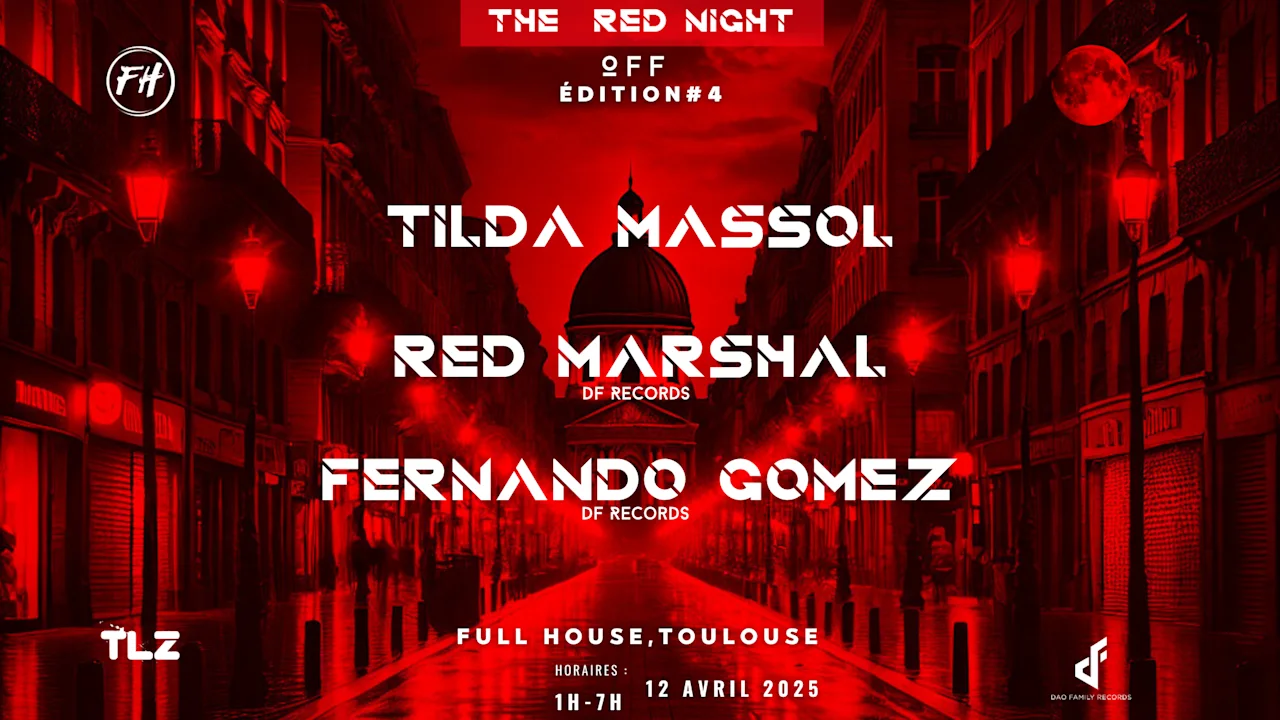 THE RED NIGHT
OFF
ÉDITION#4
FH
TILDA MASSOL
RED MARSHAL
DF RECORDS
FERNANDO GOMEZ
DF RECORDS
TLZ
FULL HOUSE,TOULOUSE
HORAIRES :
1H-7H
12 AVRIL 2025
DAO FAMILY RECORDS